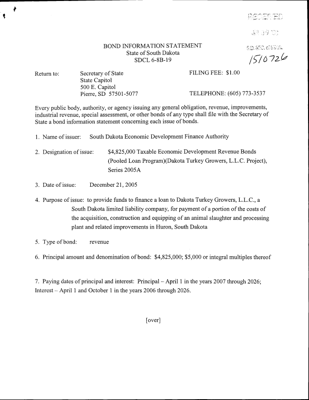 BOND INFORMATION STATEMENT
State of South Dakota
SDCL 6-8B-19
1510726
Return to: Secretary of State FILING FEE: $1.00
State Capitol
500 E. Capitol
Pierre, SD 57501-5077 TELEPHONE: (605) 773-3537
Every public body, authority, or agency issuing any general obligation, revenue, improvements,
industrial revenue, special assessment, or other bonds of any type shall file with the Secretary of
State a bond information statement concerning each issue of bonds.
1. Name of issuer: South Dakota Economic Development Finance Authority
2. Designation of issue: $4,825,000 Taxable Economic Development Revenue Bonds
(Pooled Loan Program)(Dakota Turkey Growers, L.L.C. Project),
Series 2005A
3. Date of issue: December 21, 2005
4. Purpose of issue: to provide funds to finance a loan to Dakota Turkey Growers, L.L.C., a
South Dakota limited liability company, for payment of a portion of the costs of
the acquisition, construction and equipping of an animal slaughter and processing
plant and related improvements in Huron, South Dakota
5. Type of bond: revenue
6. Principal amount and denomination of bond: $4,825,000; $5,000 or integral multiples thereof
7. Paying dates of principal and interest: Principal – April 1 in the years 2007 through 2026;
Interest – April 1 and October 1 in the years 2006 through 2026.
[over]